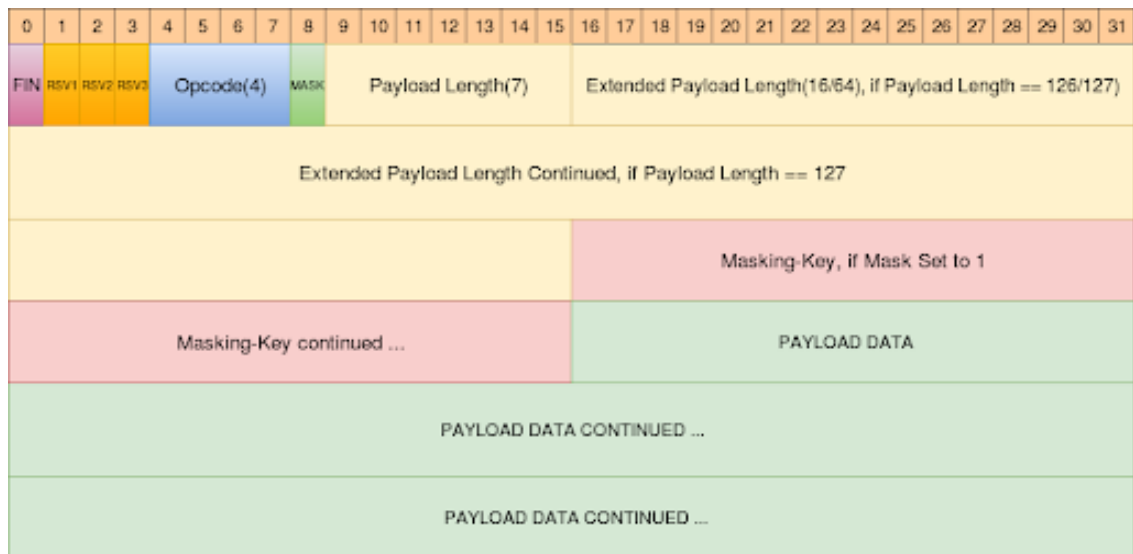 0 1 2 3 4 5 6 7 8 9 10 11 12 13 14 15 16 17 18 19 20 21 22 23 24 25 26 27 28 29 30 31
FIN RSV1 RSV2 RSV3 Opcode(4) MASK Payload Length(7) Extended Payload Length(16/64), if Payload Length == 126/127)
Extended Payload Length Continued, if Payload Length == 127
Masking-Key, if Mask Set to 1
Masking-Key continued ... PAYLOAD DATA
PAYLOAD DATA CONTINUED ...
PAYLOAD DATA CONTINUED ...